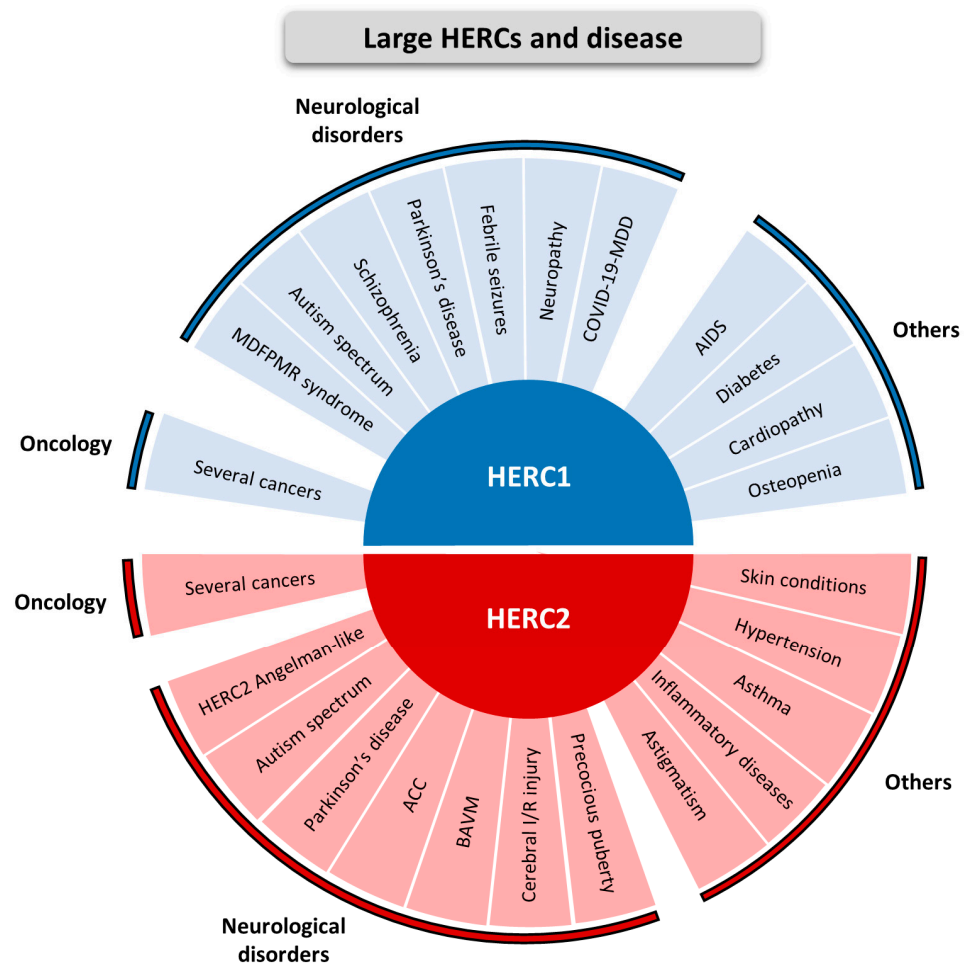 Large HERCs and disease
Neurological
disorders
MDFPMR syndrome
Autism spectrum
Schizophrenia
Parkinson's disease
Febrile seizures
Neuropathy
COVID-19-MDD
Others
AIDS
Diabetes
Cardiopathy
Osteopenia
Oncology
Several cancers
HERC1
HERC2
Oncology
Several cancers
HERC2 Angelman-like
Autism spectrum
Parkinson's disease
ACC
BAVM
Cerebral I/R injury
Precocious puberty
Neurological
disorders
Skin conditions
Hypertension
Asthma
Inflammatory diseases
Astigmatism
Others